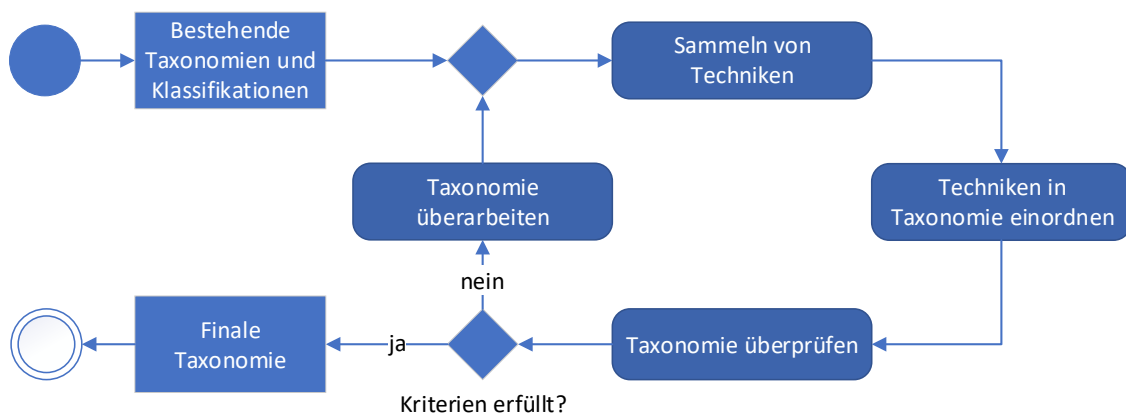 Bestehende
Taxonomien und
Klassifikationen
Sammeln von
Techniken
Taxonomie
überarbeiten
Techniken in
Taxonomie einordnen
nein
Finale
Taxonomie
ja
Taxonomie überprüfen
Kriterien erfüllt?